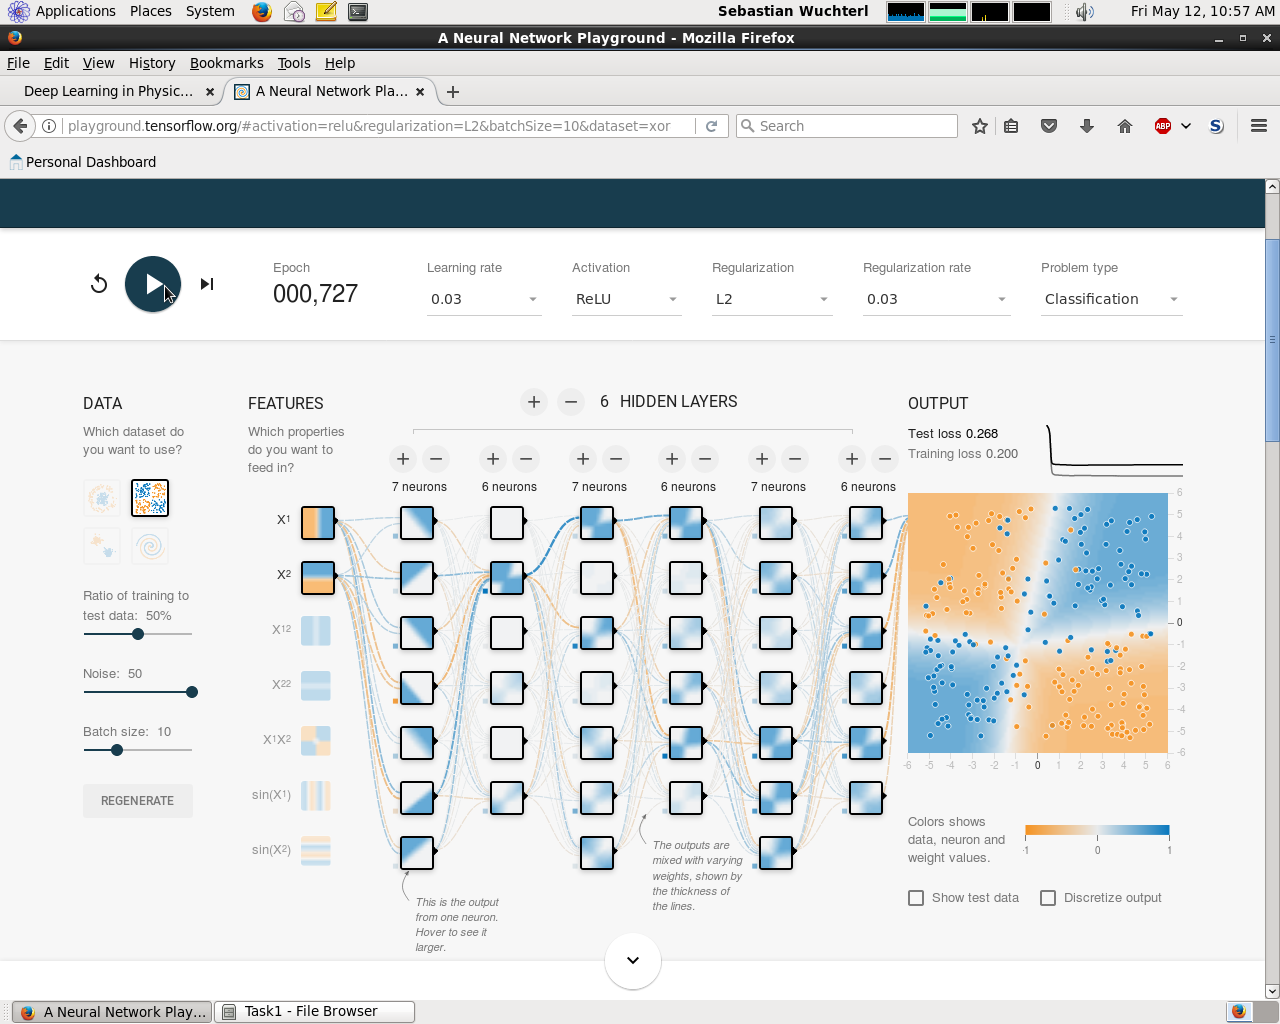 Applications Places System Sebastian Wuchterl Fri May 12, 10:57 AM
A Neural Network Playground - Mozilla Firefox
File Edit View History Bookmarks Tools Help
Deep Learning in Physic... A Neural Network Pla...
playground.tensorflow.org/#activation=relu&regularization=L2&batchSize=10&dataset=xor Search ABP S
Personal Dashboard
Epoch
000,727
Learning rate
0.03
Activation
ReLU
Regularization
L2
Regularization rate
0.03
Problem type
Classification
DATA
Which dataset do
you want to use?
Ratio of training to
test data: 50%
Noise: 50
Batch size: 10
REGENERATE
FEATURES
Which properties
do you want to
feed in?
X1
X2
X12
X22
X1X2
sin(X1)
sin(X2)
+ − 6 HIDDEN LAYERS
7 neurons 6 neurons 7 neurons 6 neurons 7 neurons 6 neurons
This is the output
from one neuron.
Hover to see it
larger.
The outputs are
mixed with varying
weights, shown by
the thickness of
the lines.
OUTPUT
Test loss 0.268
Training loss 0.200
6
5
4
3
2
1
0
-1
-2
-3
-4
-5
-6
-6 -5 -4 -3 -2 -1 0 1 2 3 4 5 6
Colors shows
data, neuron and
weight values.
-1 0 1
Show test data Discretize output
A Neural Network Play... Task1 - File Browser